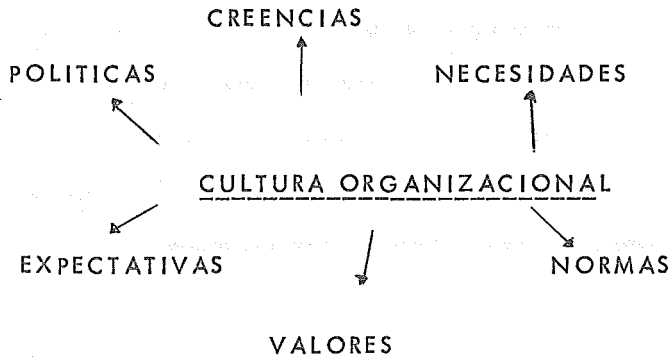 CREENCIAS
POLITICAS
NECESIDADES
CULTURA ORGANIZACIONAL
EXPECTATIVAS
NORMAS
VALORES